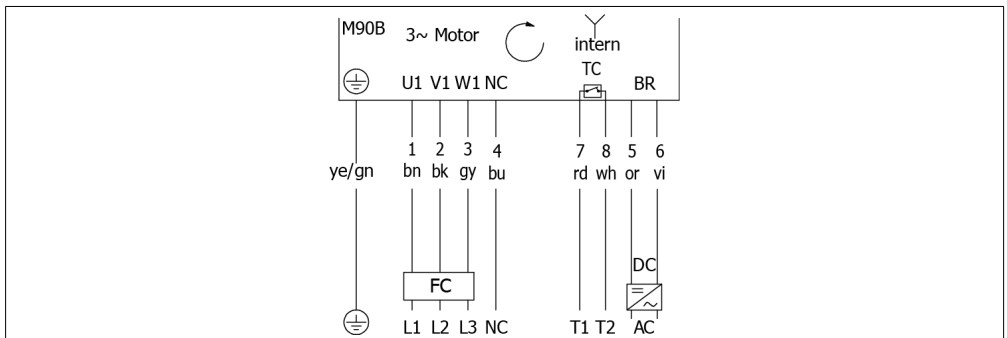 M90B
3~ Motor
intern
TC
U1 V1 W1 NC
BR
1 2 3 4 7 8 5 6
ye/gn bn bk gy bu rd wh or vi
DC
FC
= ~
L1 L2 L3 NC T1 T2 AC